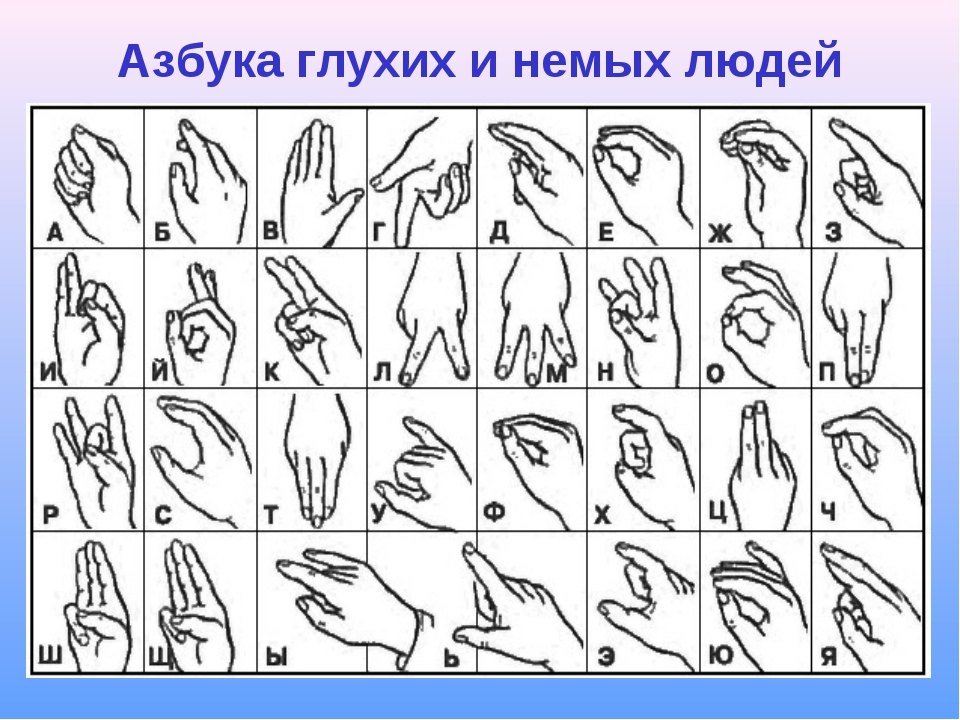 Азбука глухих и немых людей
А Б В Г Д Е Ж З
И Й К Л М Н О П
Р С Т У Ф Х Ц Ч
Ш Щ Ы Ь Э Ю Я